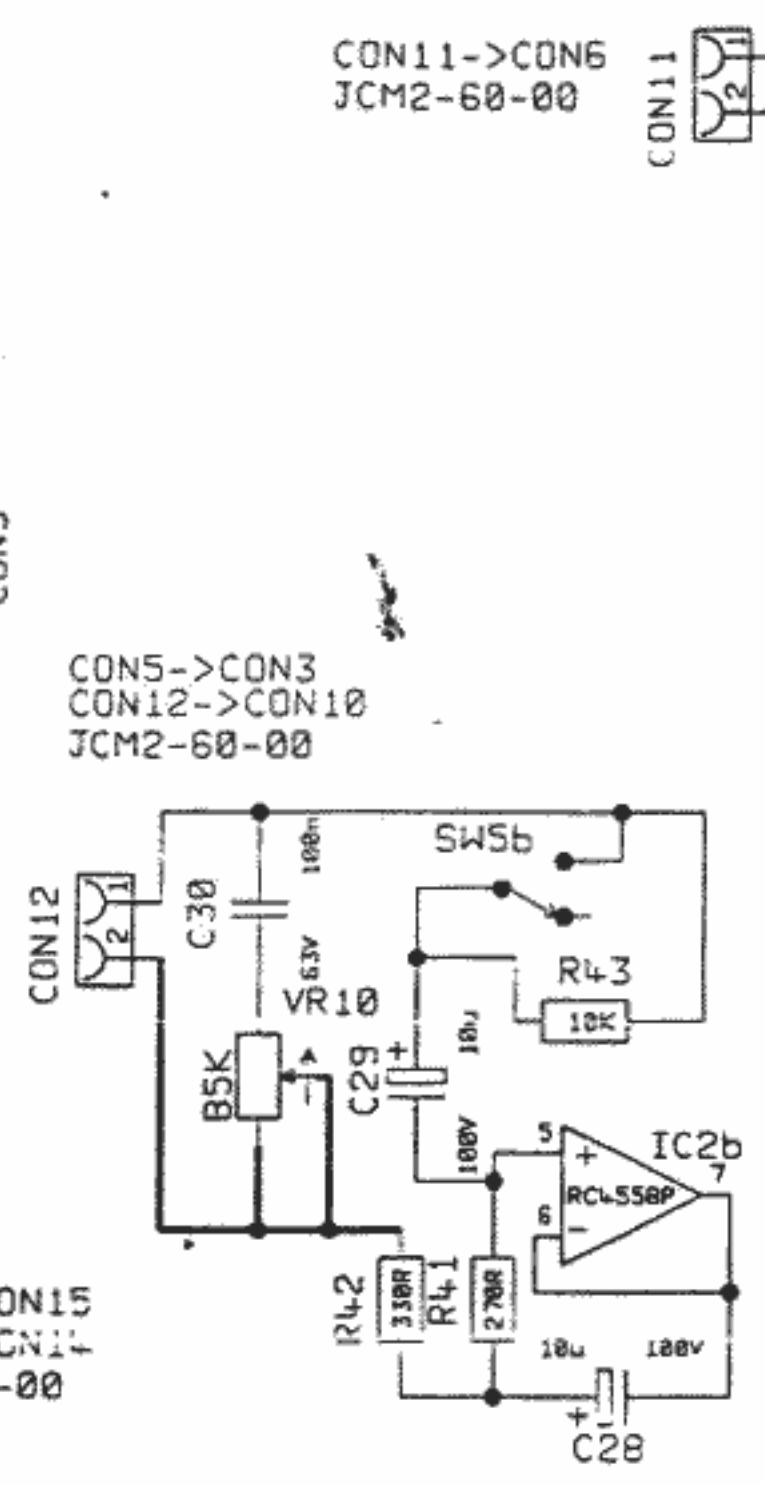 CON11->CON6
JCM2-60-00
CON11
1
2
CON5->CON3
CON12->CON10
JCM2-60-00
CON12
1
2
C30
100n
63V
VR10
B5K
SW5b
R43
10K
C29
+
10u
100V
5
6
7
+
-
IC2b
RC4558P
R42
330R
R41
270R
10u
100V
+
C28
ON15
-00